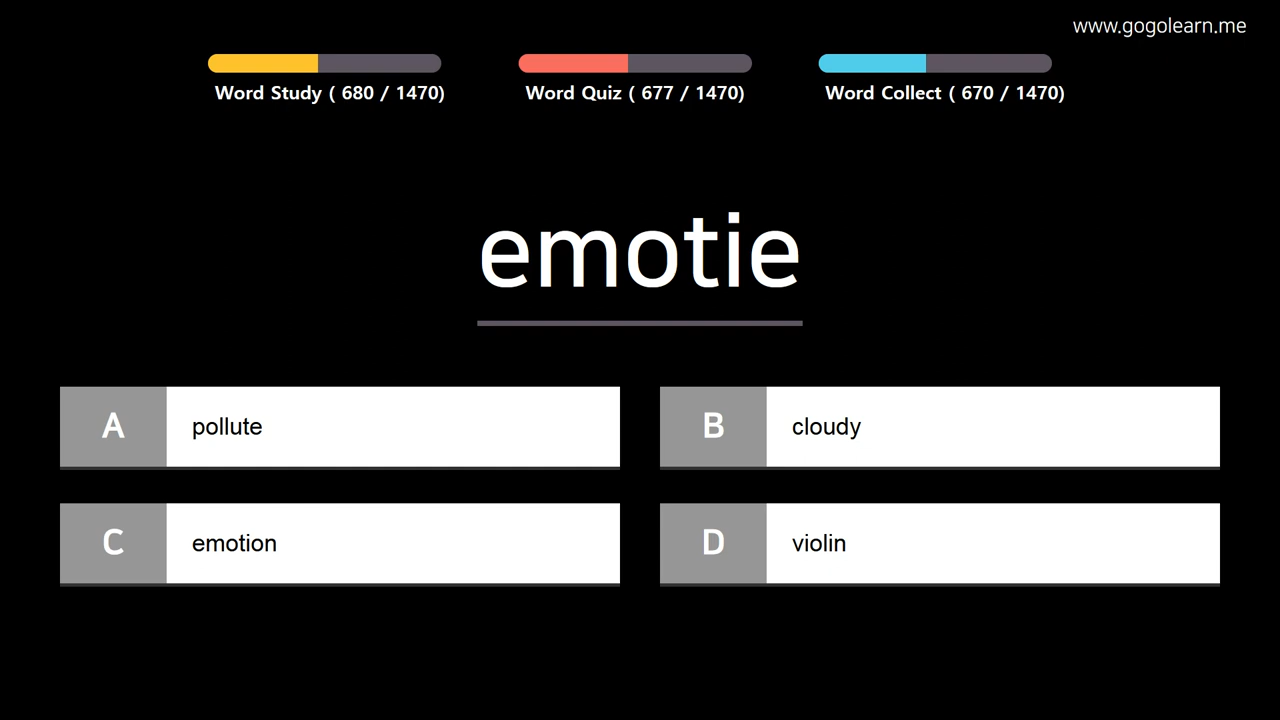 www.gogolearn.me
Word Study ( 680 / 1470)
Word Quiz ( 677 / 1470)
Word Collect ( 670 / 1470)
emotie
A pollute
B cloudy
C emotion
D violin